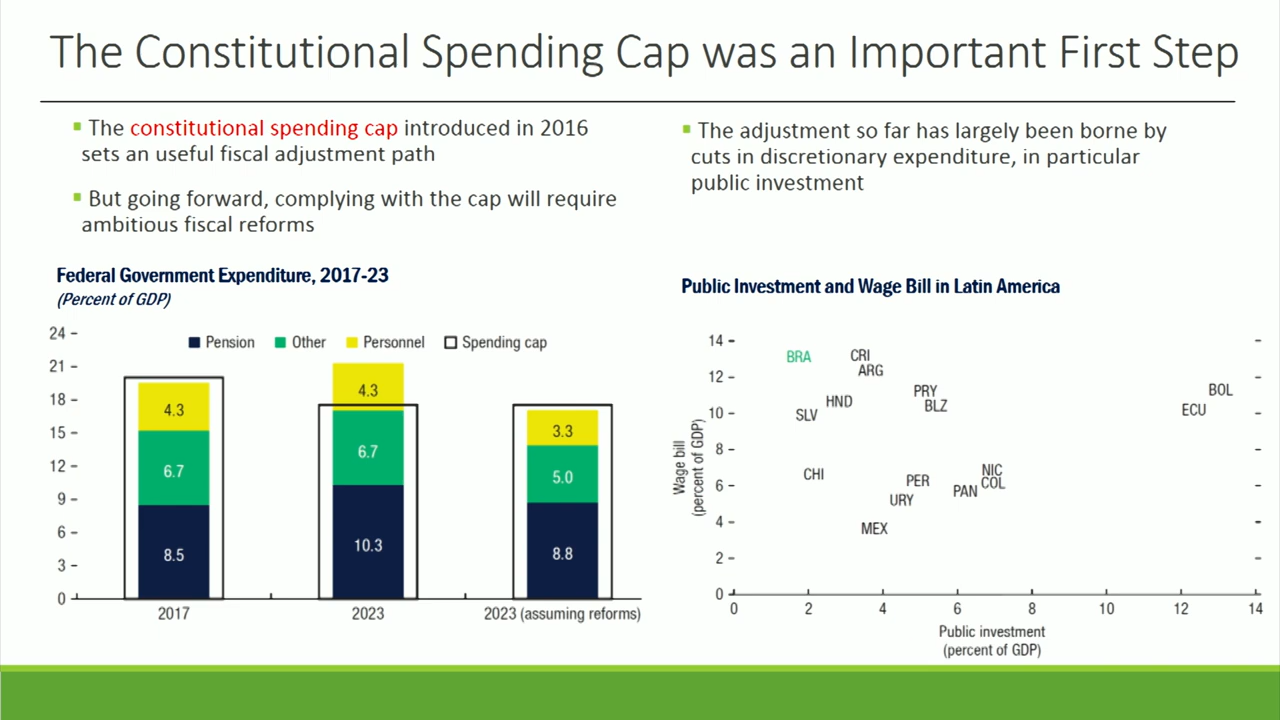 The Constitutional Spending Cap was an Important First Step
The constitutional spending cap introduced in 2016
sets an useful fiscal adjustment path
But going forward, complying with the cap will require
ambitious fiscal reforms
The adjustment so far has largely been borne by
cuts in discretionary expenditure, in particular
public investment
Federal Government Expenditure, 2017-23
(Percent of GDP)
Pension Other Personnel Spending cap
24
21
18
15
12
9
6
3
0
4.3
6.7
8.5
4.3
6.7
10.3
3.3
5.0
8.8
2017 2023 2023 (assuming reforms)
Public Investment and Wage Bill in Latin America
Wage bill
(percent of GDP)
14
12
10
8
6
4
2
0
BRA CRI
ARG
PRY BOL
HND BLZ ECU
SLV
CHI NIC
PER COL
PAN
URY
MEX
0 2 4 6 8 10 12 14
Public investment
(percent of GDP)